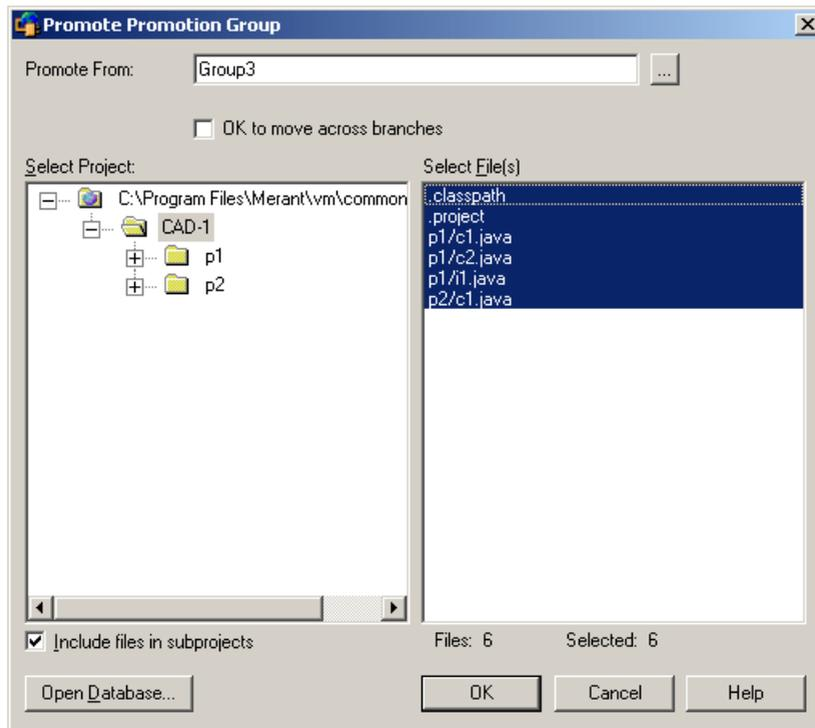 Promote Promotion Group
Promote From: Group3 ...
OK to move across branches
Select Project:
C:\Program Files\Merant\vm\common
CAD-1
p1
p2
Select File(s)
.classpath
.project
p1/c1.java
p1/c2.java
p1/i1.java
p2/c1.java
Include files in subprojects
Files: 6 Selected: 6
Open Database... OK Cancel Help